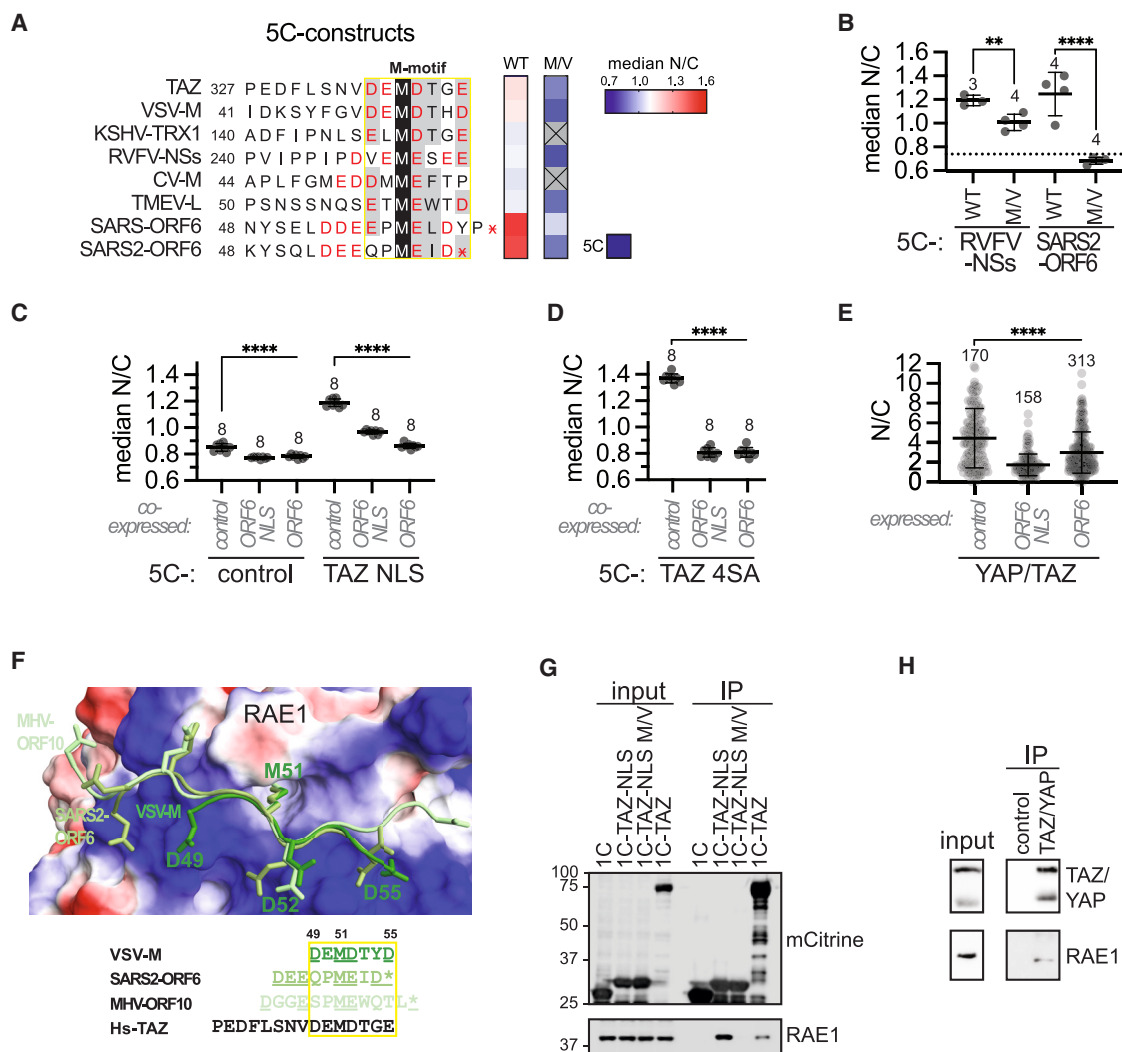 A
5C-constructs
M-motif
WT
M/V
median N/C
0.7
1.0
1.3
1.6
TAZ 327 PEDFLSNVDEMDTGE
VSV-M 41 IDKSYFGVDEMDTHD
KSHV-TRX1 140 ADFIPNLSELMDTGE
RVFV-NSs 240 PVIPPIPDVEMESEE
CV-M 44 APLFGMEDDMMEFTP
TMEV-L 50 PSNSSNQSETMEWTD
SARS-ORF6 48 NYSELDDEEPMELDYP*
SARS2-ORF6 48 KYSQLDEEQPMEID*
5C
B
median N/C
1.6
1.4
1.2
1.0
0.8
0.6
**
****
3
4
4
4
WT
M/V
WT
M/V
5C-:
RVFV
-NSs
SARS2
-ORF6
C
median N/C
1.4
1.2
1.0
0.8
0.6
****
****
8
8
8
8
8
8
co-
expressed:
control
ORF6
NLS
ORF6
control
ORF6
NLS
ORF6
5C-:
control
TAZ NLS
D
median N/C
1.4
1.2
1.0
0.8
0.6
****
8
8
8
co-
expressed:
control
ORF6
NLS
ORF6
5C-: TAZ 4SA
E
N/C
12
10
8
6
4
2
0
****
170
158
313
expressed:
control
ORF6
NLS
ORF6
YAP/TAZ
F
RAE1
MHV-
ORF10
M51
SARS2-
ORF6
VSV-M
D49
D52
D55
49 51 55
VSV-M DEMDTYD
SARS2-ORF6 DEEQPMEID*
MHV-ORF10 DGGESPMEWQTL*
Hs-TAZ PEDFLSNVDEMDTGE
G
input
IP
1C
1C-TAZ-NLS
1C-TAZ-NLS M/V
1C-TAZ
1C
1C-TAZ-NLS
1C-TAZ-NLS M/V
1C-TAZ
100
75
50
37
25
mCitrine
37
RAE1
H
IP
input
control
TAZ/YAP
TAZ/
YAP
RAE1